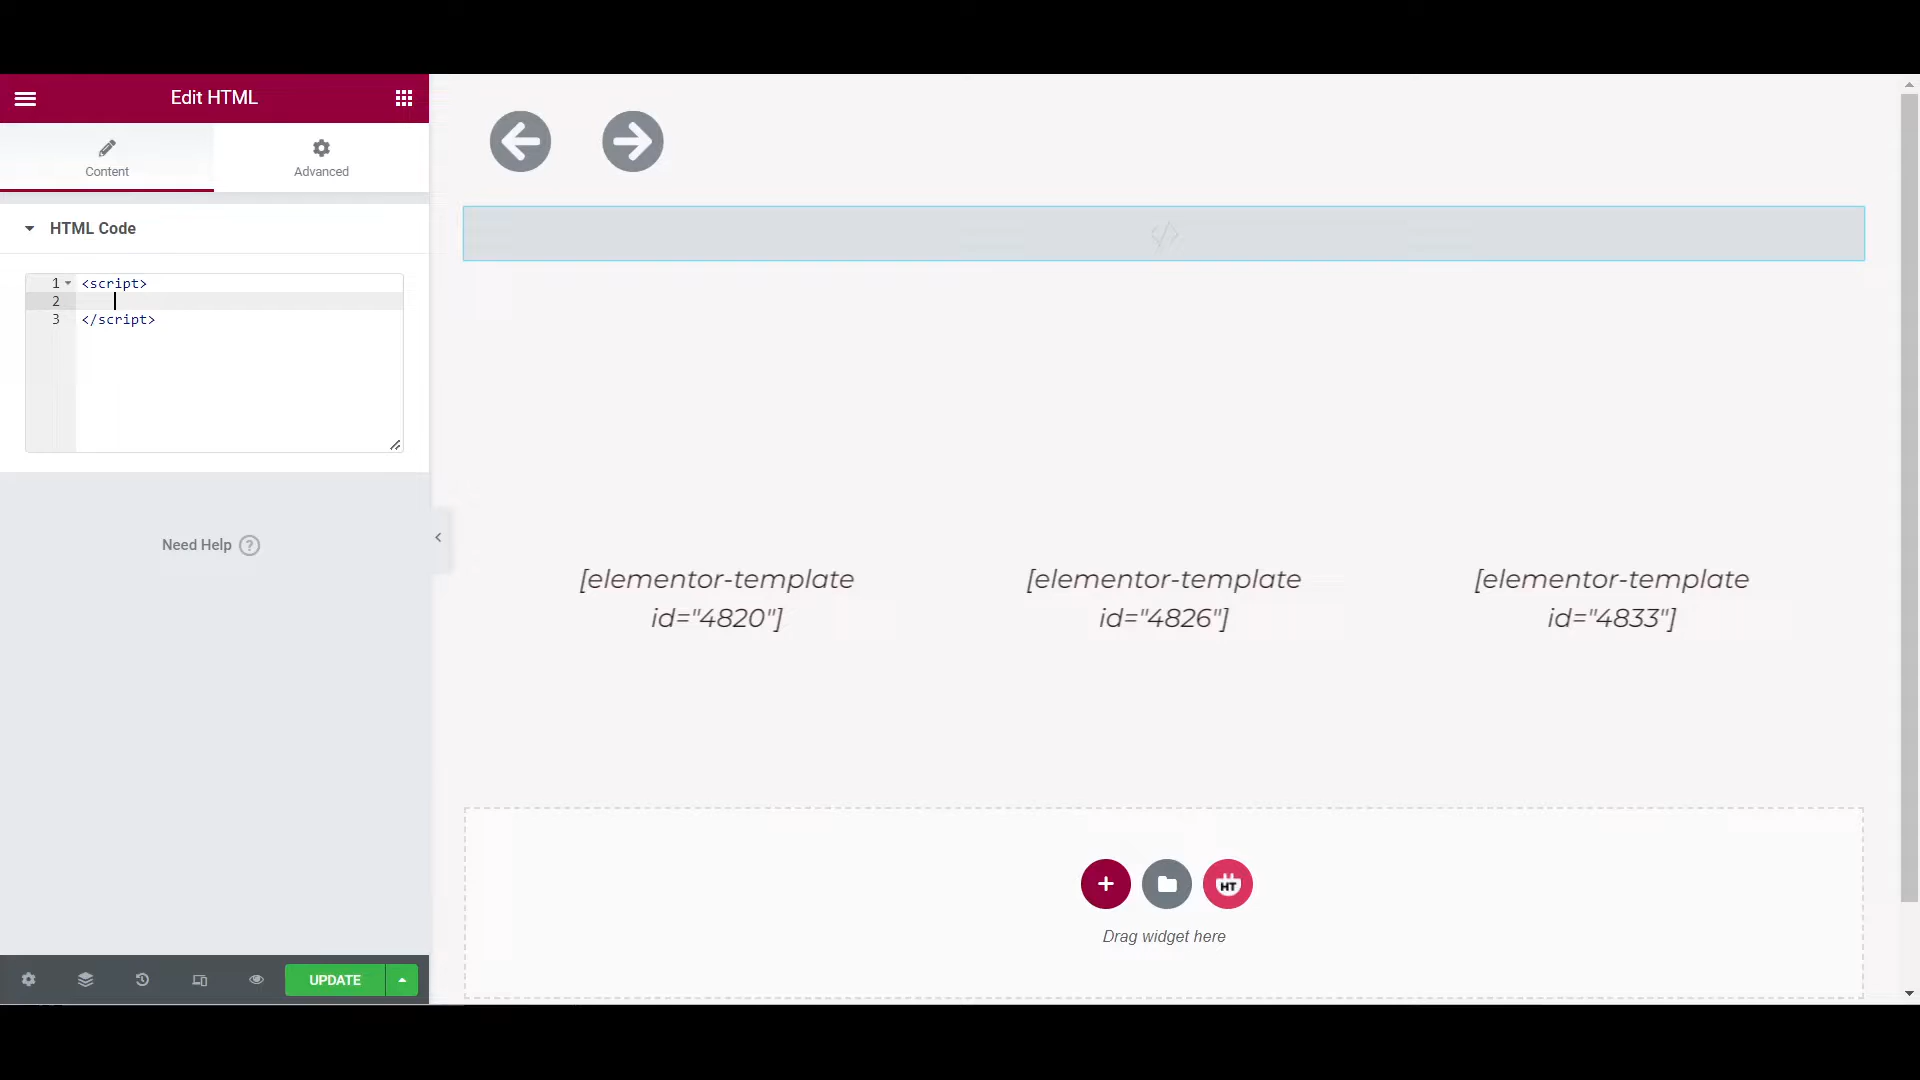 Edit HTML
Content
Advanced
HTML Code
1 <script>
2
3 </script>
Need Help ?
UPDATE
</>
[elementor-template
id="4820"]
[elementor-template
id="4826"]
[elementor-template
id="4833"]
HT
Drag widget here